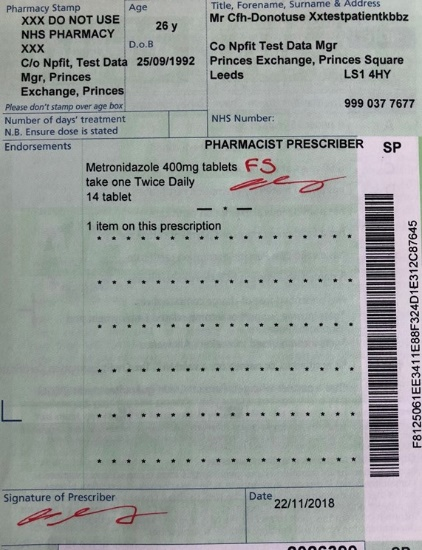 Pharmacy Stamp
XXX DO NOT USE
NHS PHARMACY
XXX
C/o Npfit, Test Data
Mgr, Princes
Exchange, Princes
Please don't stamp over age box
Age
26 y
D.o.B
25/09/1992
Title, Forename, Surname & Address
Mr Cfh-Donotuse Xxtestpatientkbbz
Co Npfit Test Data Mgr
Princes Exchange, Princes Square
Leeds LS1 4HY
999 037 7677
Number of days' treatment
N.B. Ensure dose is stated
NHS Number:
Endorsements
PHARMACIST PRESCRIBER SP
Metronidazole 400mg tablets FS
take one Twice Daily
14 tablet
1 item on this prescription
F8125061EE3411E88F324D1E312C87645
Signature of Prescriber
Date 22/11/2018